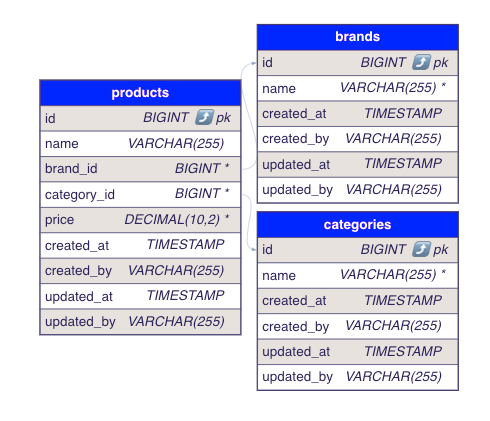 products
id BIGINT pk
name VARCHAR(255)
brand_id BIGINT *
category_id BIGINT *
price DECIMAL(10,2) *
created_at TIMESTAMP
created_by VARCHAR(255)
updated_at TIMESTAMP
updated_by VARCHAR(255)
brands
id BIGINT pk
name VARCHAR(255) *
created_at TIMESTAMP
created_by VARCHAR(255)
updated_at TIMESTAMP
updated_by VARCHAR(255)
categories
id BIGINT pk
name VARCHAR(255) *
created_at TIMESTAMP
created_by VARCHAR(255)
updated_at TIMESTAMP
updated_by VARCHAR(255)